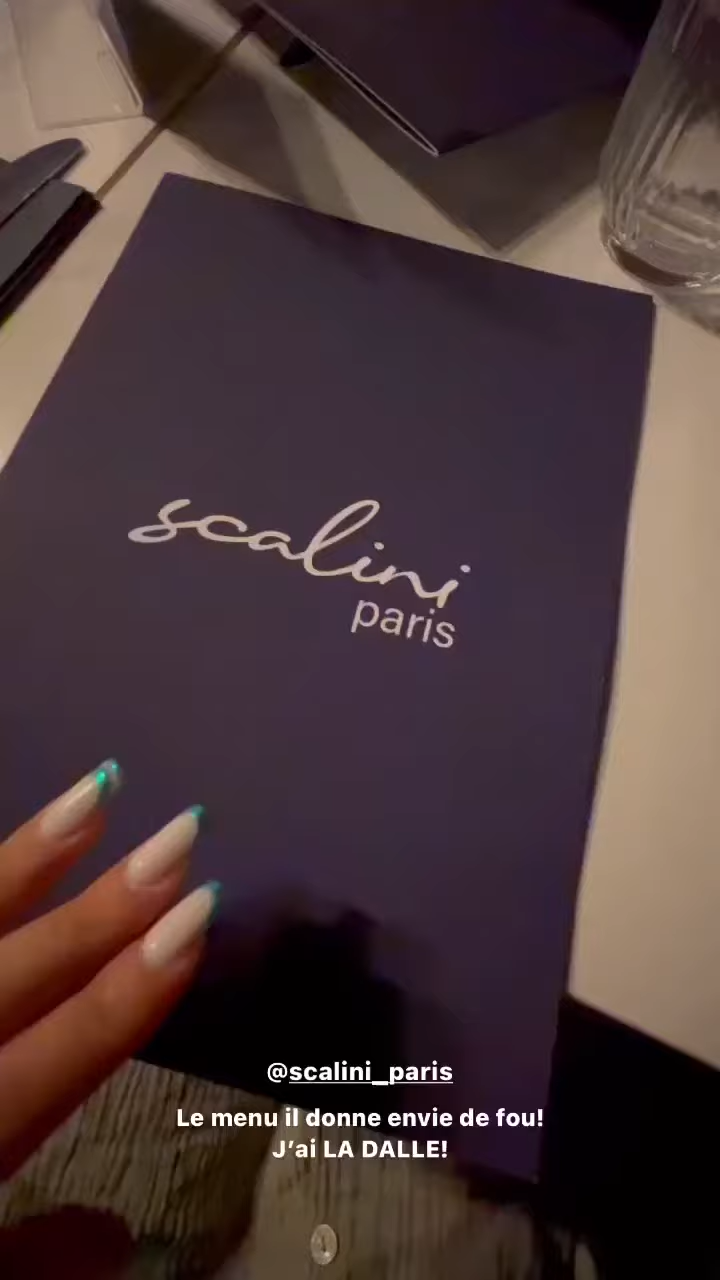 scalini
paris
@scalini_paris
Le menu il donne envie de fou!
J’ai LA DALLE!